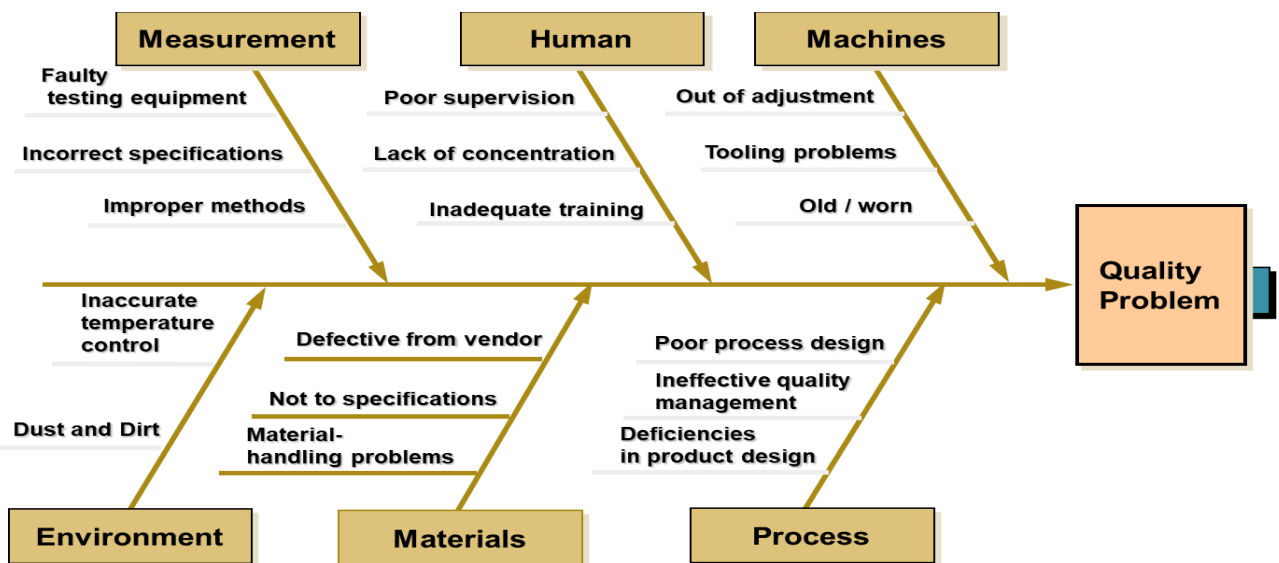 Measurement
Human
Machines
Faulty
testing equipment
Incorrect specifications
Improper methods
Poor supervision
Lack of concentration
Inadequate training
Out of adjustment
Tooling problems
Old / worn
Quality
Problem
Inaccurate
temperature
control
Dust and Dirt
Defective from vendor
Not to specifications
Material-
handling problems
Poor process design
Ineffective quality
management
Deficiencies
in product design
Environment
Materials
Process